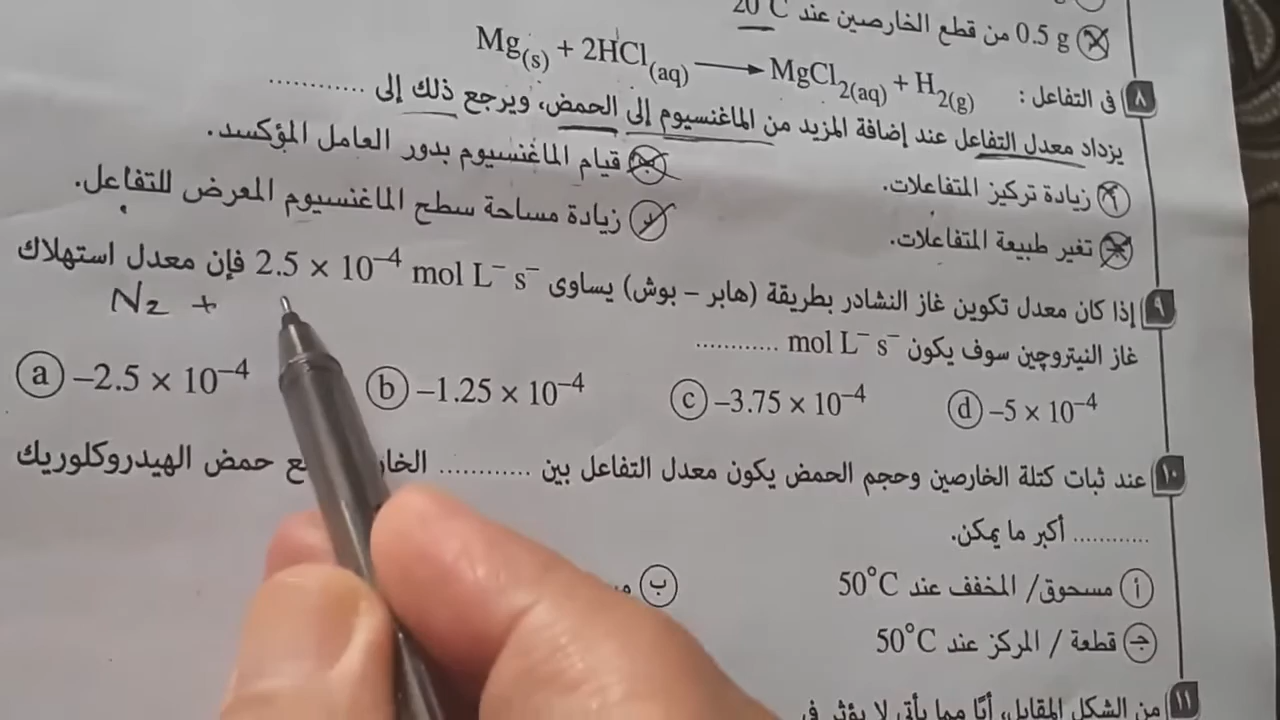 0.5 g من قطع الخارصين عند 20°C
٨ فى التفاعل : Mg(s) + 2HCl(aq) ⟶ MgCl2(aq) + H2(g)
يزداد معدل التفاعل عند إضافة المزيد من الماغنسيوم إلى الحمض، ويرجع ذلك إلى ............
أ زيادة تركيز المتفاعلات. ب قيام الماغنسيوم بدور العامل المؤكسد.
ج تغير طبيعة المتفاعلات. د زيادة مساحة سطح الماغنسيوم المعرض للتفاعل.
٩ إذا كان معدل تكوين غاز النشادر بطريقة (هابر – بوش) يساوى 2.5 × 10⁻⁴ mol L⁻ s⁻ فإن معدل استهلاك
N2 +
غاز النيتروچين سوف يكون mol L⁻ s⁻ ............
a –2.5 × 10⁻⁴ b –1.25 × 10⁻⁴ c –3.75 × 10⁻⁴ d –5 × 10⁻⁴
١٠ عند ثبات كتلة الخارصين وحجم الحمض يكون معدل التفاعل بين ............ حمض الهيدروكلوريك
............ أكبر ما يمكن.
أ مسحوق/ المخفف عند 50°C ب
ج قطعة / المركز عند 50°C
١١ من الشكل المقابل، أيًا مما يأتى لا يؤثر فى